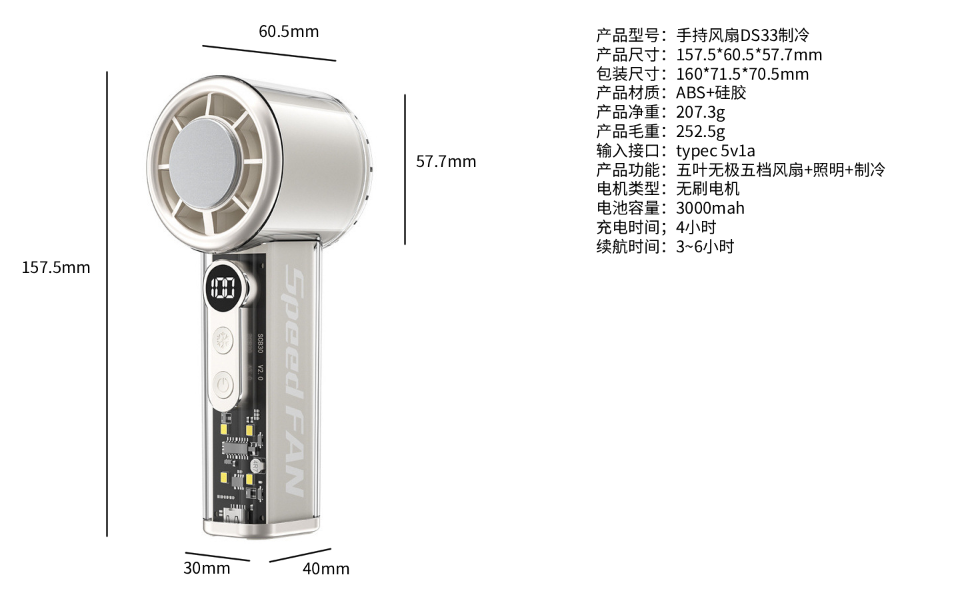 60.5mm
产品型号：手持风扇DS33制冷
产品尺寸：157.5*60.5*57.7mm
包装尺寸：160*71.5*70.5mm
产品材质：ABS+硅胶
产品净重：207.3g
产品毛重：252.5g
输入接口：typec 5v1a
产品功能：五叶无极五档风扇+照明+制冷
电机类型：无刷电机
电池容量：3000mah
充电时间；4小时
续航时间：3~6小时
57.7mm
157.5mm
100
Speed FAN
SCB30 V2.0
30mm
40mm